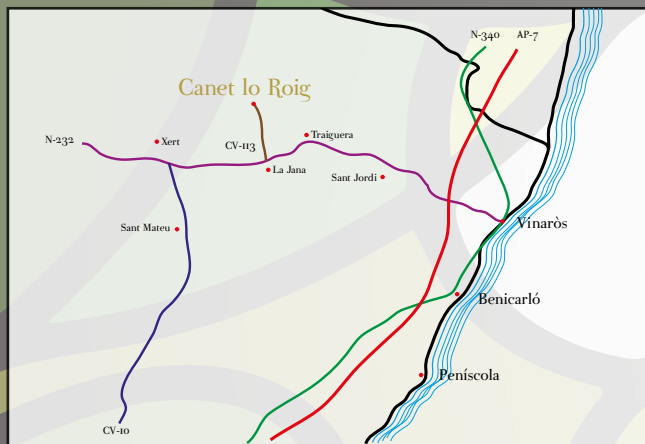 N-340
AP-7
Canet lo Roig
N-232
Xert
CV-113
Traiguera
La Jana
Sant Jordi
Sant Mateu
Vinaròs
Benicarló
Peníscola
CV-10